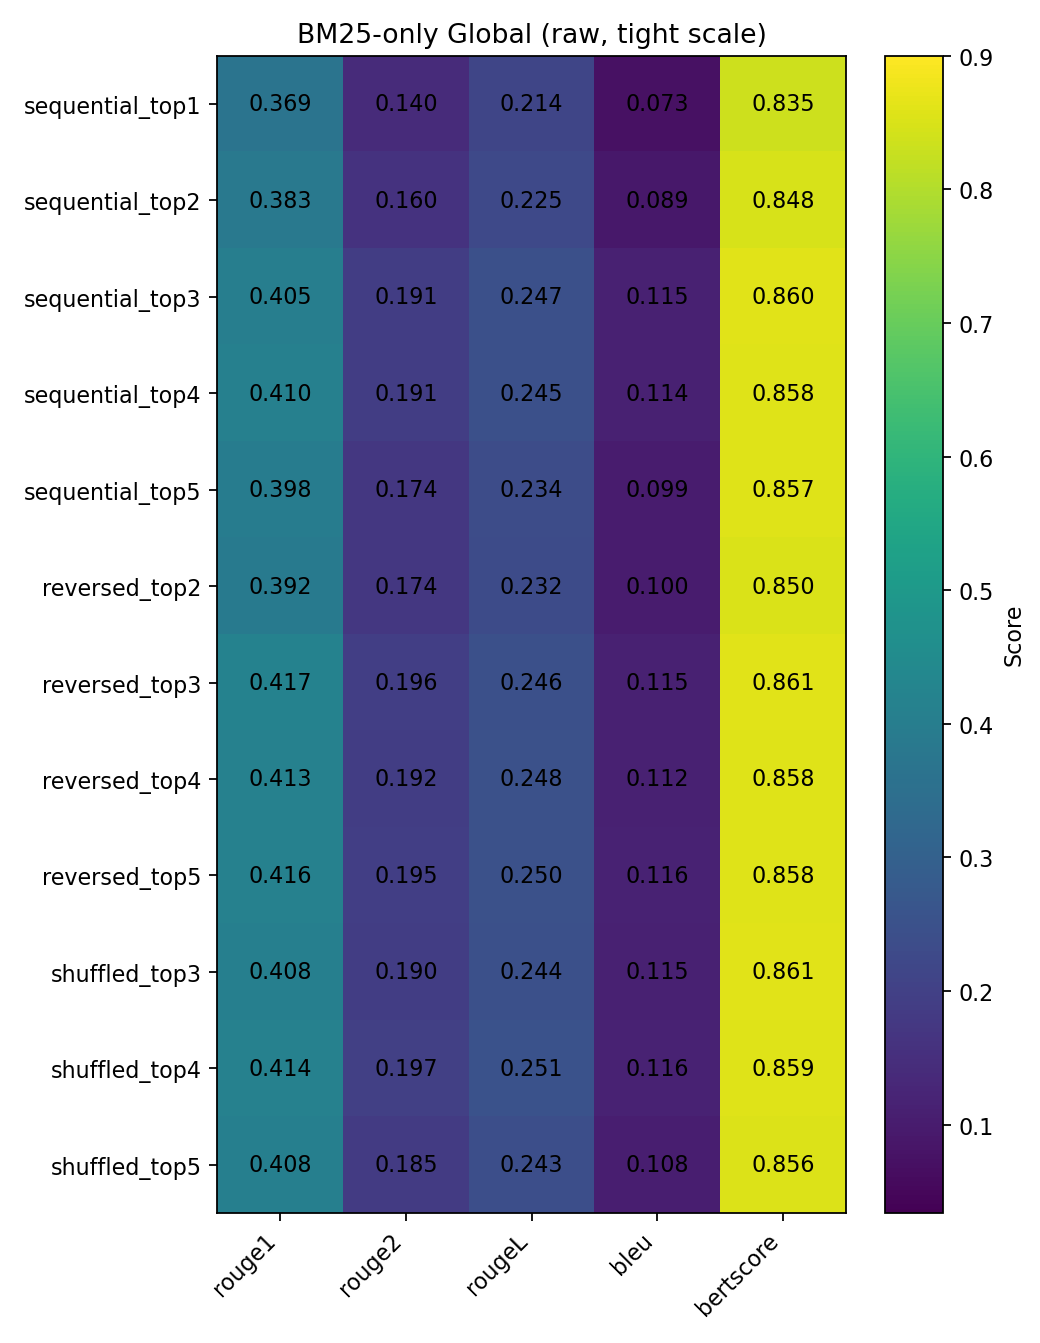 BM25-only Global (raw, tight scale)
sequential_top1 0.369 0.140 0.214 0.073 0.835
sequential_top2 0.383 0.160 0.225 0.089 0.848
sequential_top3 0.405 0.191 0.247 0.115 0.860
sequential_top4 0.410 0.191 0.245 0.114 0.858
sequential_top5 0.398 0.174 0.234 0.099 0.857
reversed_top2 0.392 0.174 0.232 0.100 0.850
reversed_top3 0.417 0.196 0.246 0.115 0.861
reversed_top4 0.413 0.192 0.248 0.112 0.858
reversed_top5 0.416 0.195 0.250 0.116 0.858
shuffled_top3 0.408 0.190 0.244 0.115 0.861
shuffled_top4 0.414 0.197 0.251 0.116 0.859
shuffled_top5 0.408 0.185 0.243 0.108 0.856
rouge1 rouge2 rougeL bleu bertscore
0.9
0.8
0.7
0.6
0.5
0.4
0.3
0.2
0.1
Score